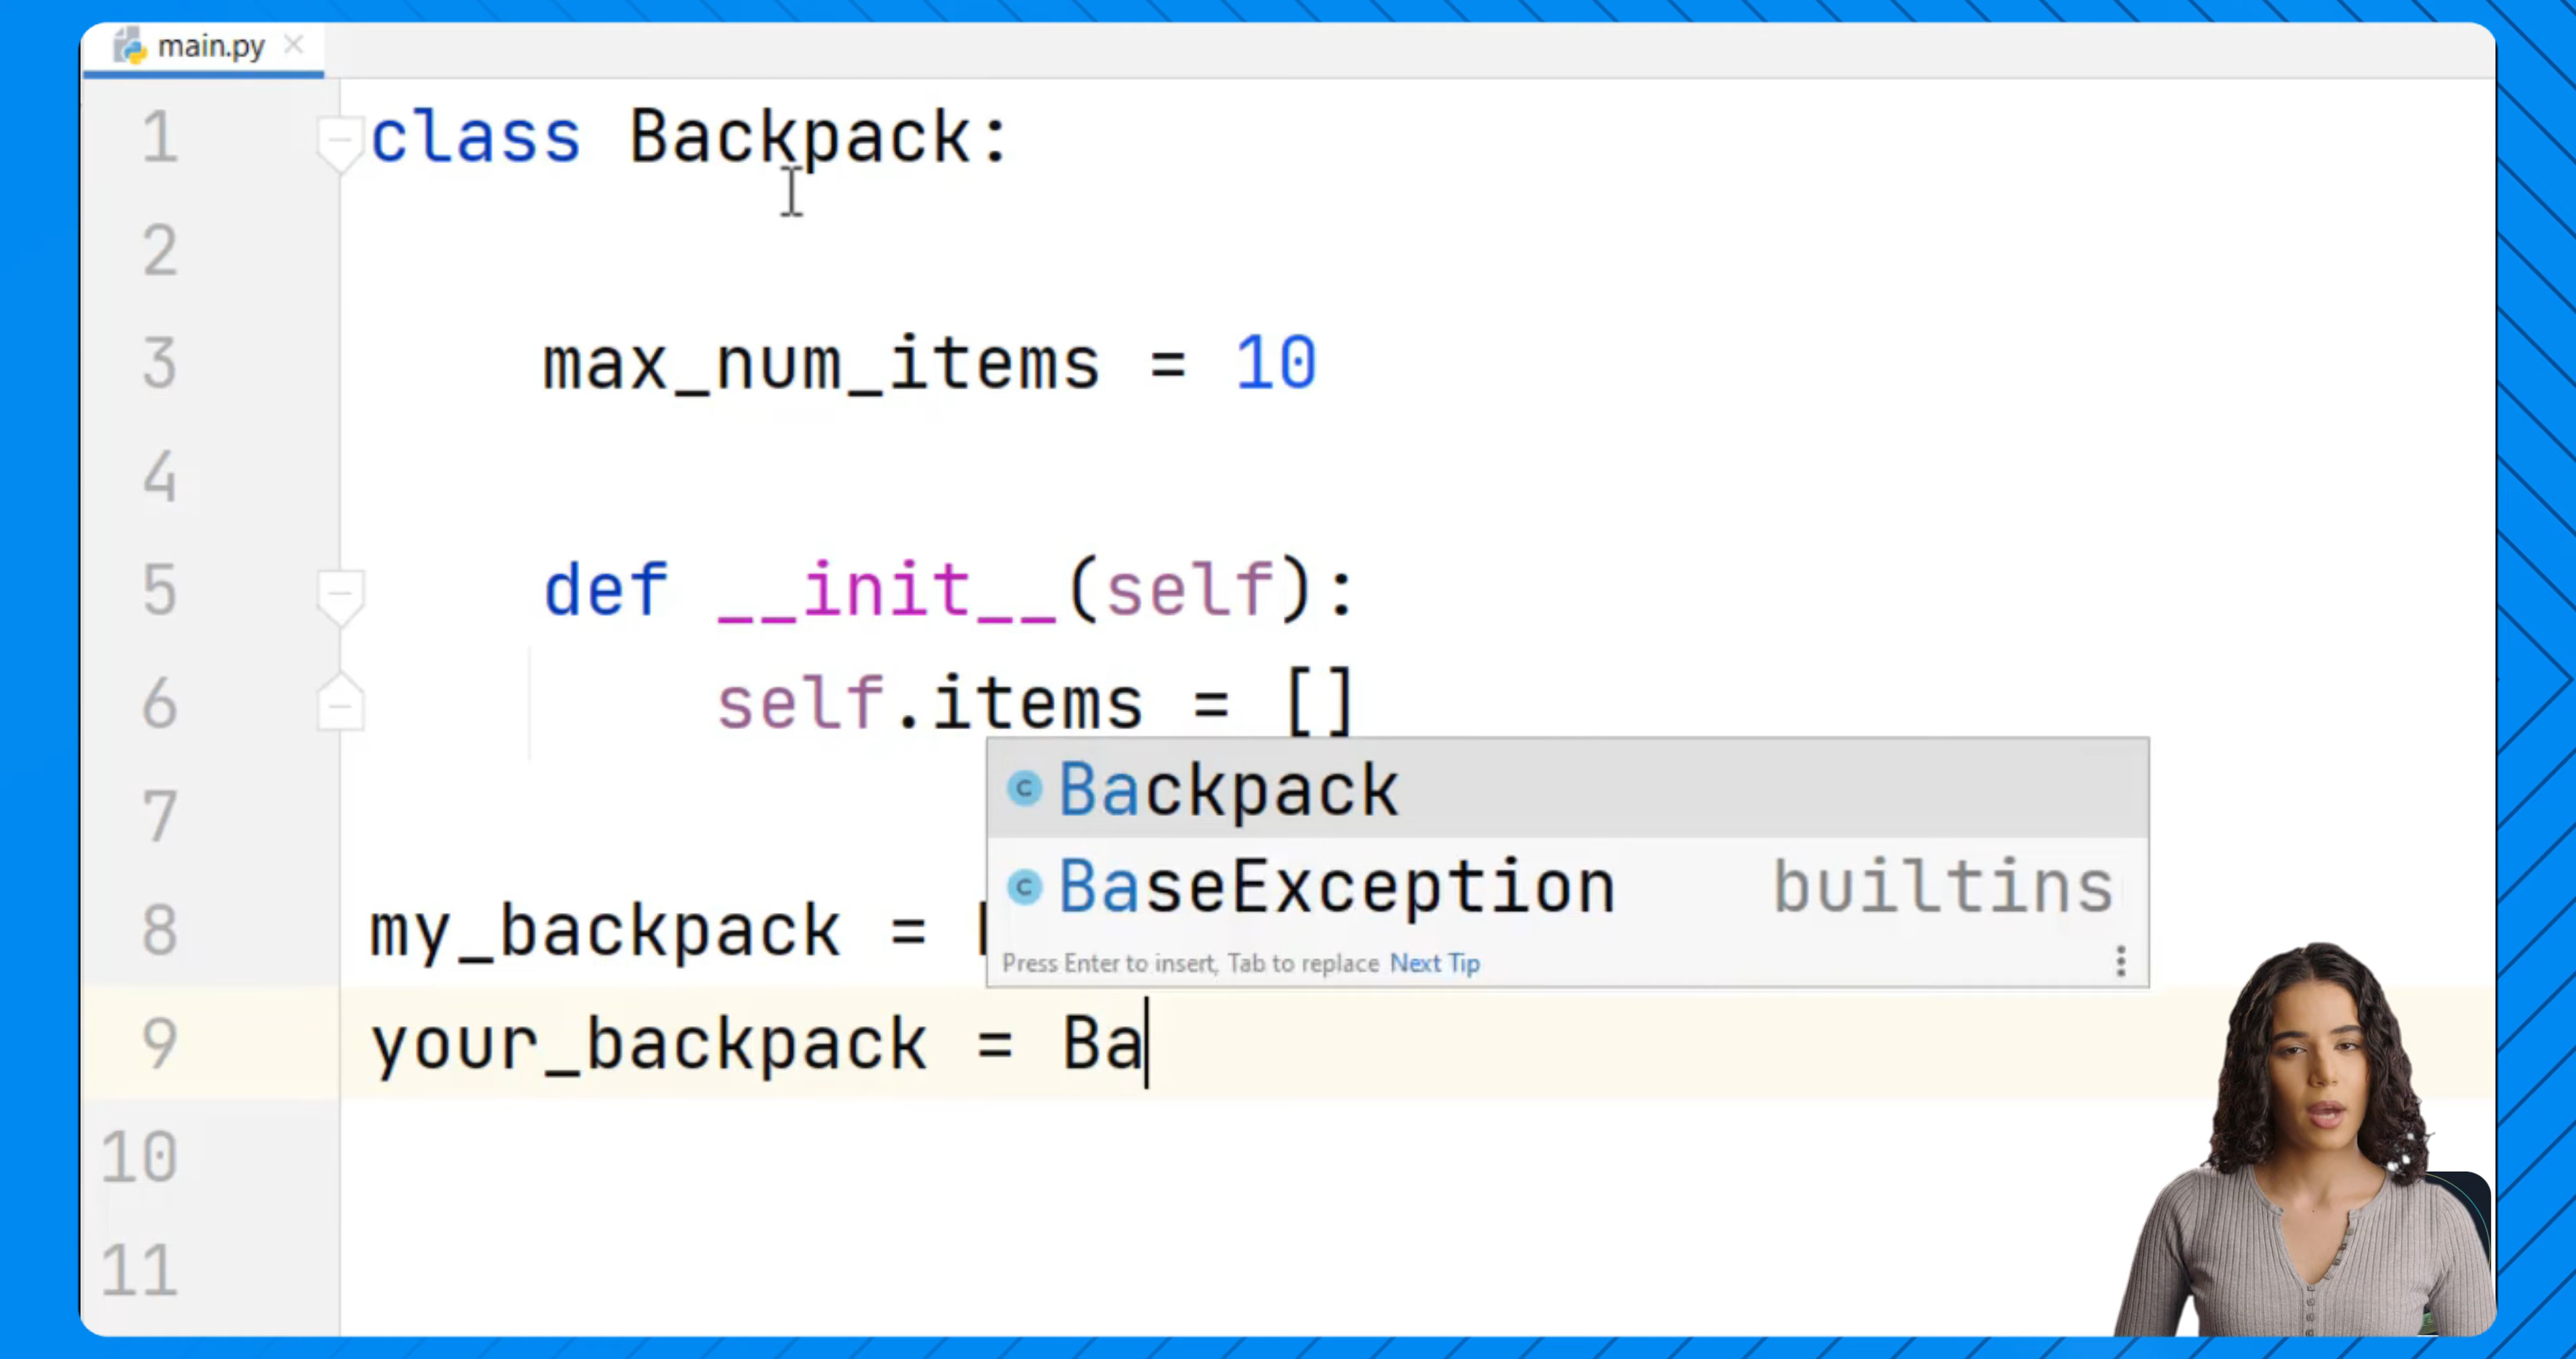 main.py
1 class Backpack:
2
3 max_num_items = 10
4
5 def __init__(self):
6 self.items = []
7
Backpack
BaseException builtins
Press Enter to insert, Tab to replace Next Tip
8 my_backpack =
9 your_backpack = Ba
10
11